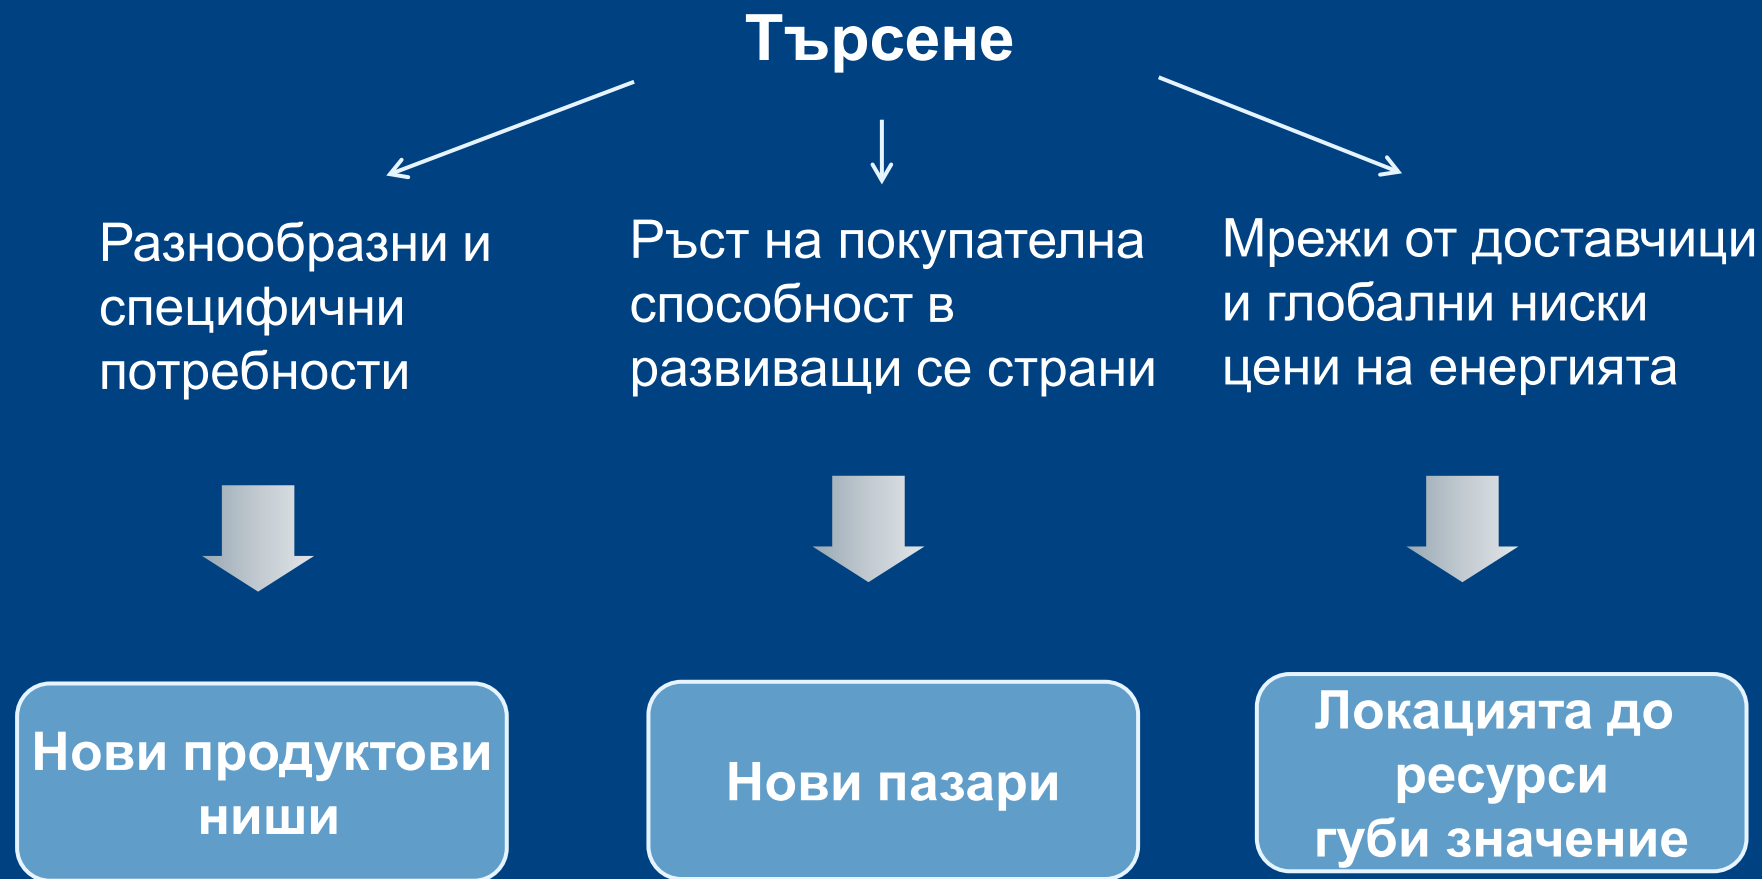 Търсене
Разнообразни и
специфични
потребности
Ръст на покупателна
способност в
развиващи се страни
Мрежи от доставчици
и глобални ниски
цени на енергията
Нови продуктови
ниши
Нови пазари
Локацията до
ресурси
губи значение